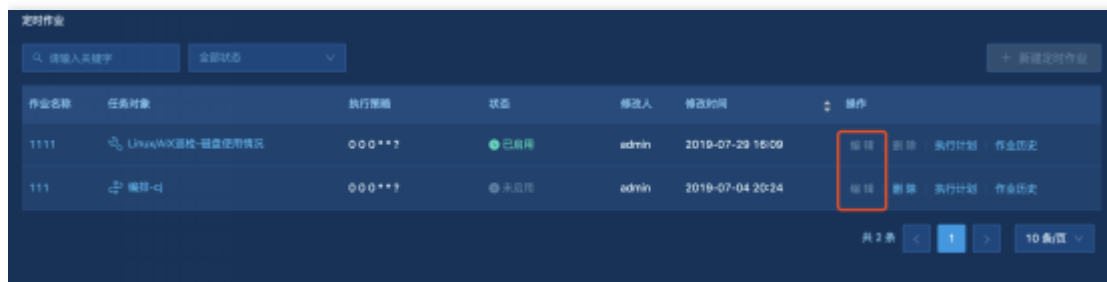 定时作业
请输入关键字 全部状态 + 新建定时作业
作业名称 任务对象 执行策略 状态 修改人 修改时间 操作
1111 Linux/AIX巡检-磁盘使用情况 0 0 0 * * ? 已启用 admin 2019-07-29 16:09 编辑 删除 执行计划 作业历史
111 编排-cj 0 0 0 * * ? 未启用 admin 2019-07-04 20:24 编辑 删除 执行计划 作业历史
共 2 条 < 1 > 10 条/页